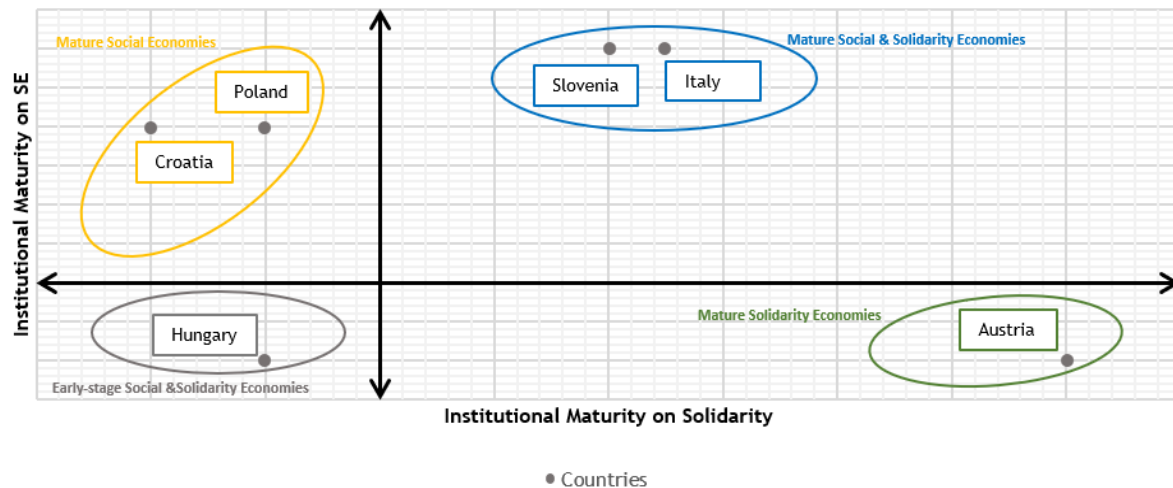 Mature Social Economies
Mature Social & Solidarity Economies
Poland
Slovenia
Italy
Croatia
Institutional Maturity on SE
Mature Solidarity Economies
Hungary
Austria
Early-stage Social &Solidarity Economies
Institutional Maturity on Solidarity
Countries